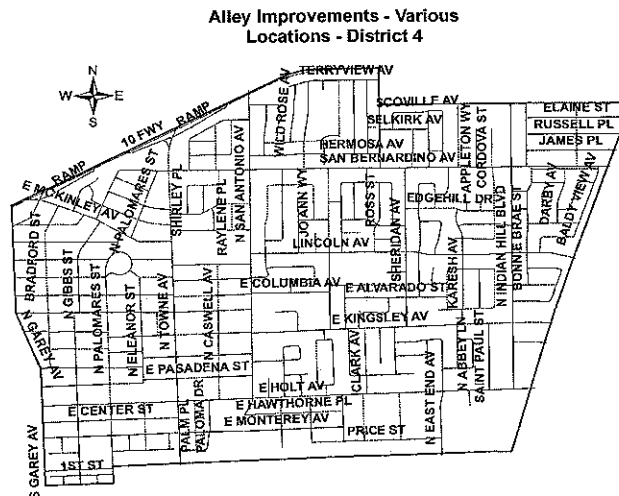 Alley Improvements - Various
Locations - District 4
N
W E
S
TERRYVIEW AV
SCOVILLE AV
SELKIRK AV
ELAINE ST
RUSSELL PL
JAMES PL
WILD ROSE AV
10 FWY
RAMP
RAMP
HERMOSA AV
SAN BERNARDINO AV
APPLETON WY
CORDOVA ST
E MCKINLEY AV
N PALOMARES ST
SHIRLEY PL
RAYLENE PL
N SAN ANTONIO AV
JO ANN WY
ROSS ST
EDGEHILL DR
DARBY AV
BALDY VIEW AV
BRADFORD ST
LINCOLN AV
SHERIDAN AV
KARESH AV
N INDIAN HILL BLVD
BONNIE BRAE ST
N GIBBS ST
N PALOMARES ST
N ELEANOR ST
N TOWNE AV
N CASWELL AV
E COLUMBIA AV
E ALVARADO ST
E KINGSLEY AV
N GAREY AV
E PASADENA ST
CLARK AV
N ABBEY LN
SAINT PAUL ST
E HOLT AV
E CENTER ST
PALM PL
PALOMA DR
E HAWTHORNE PL
E MONTEREY AV
PRICE ST
N EAST END AV
1ST ST
S GAREY AV